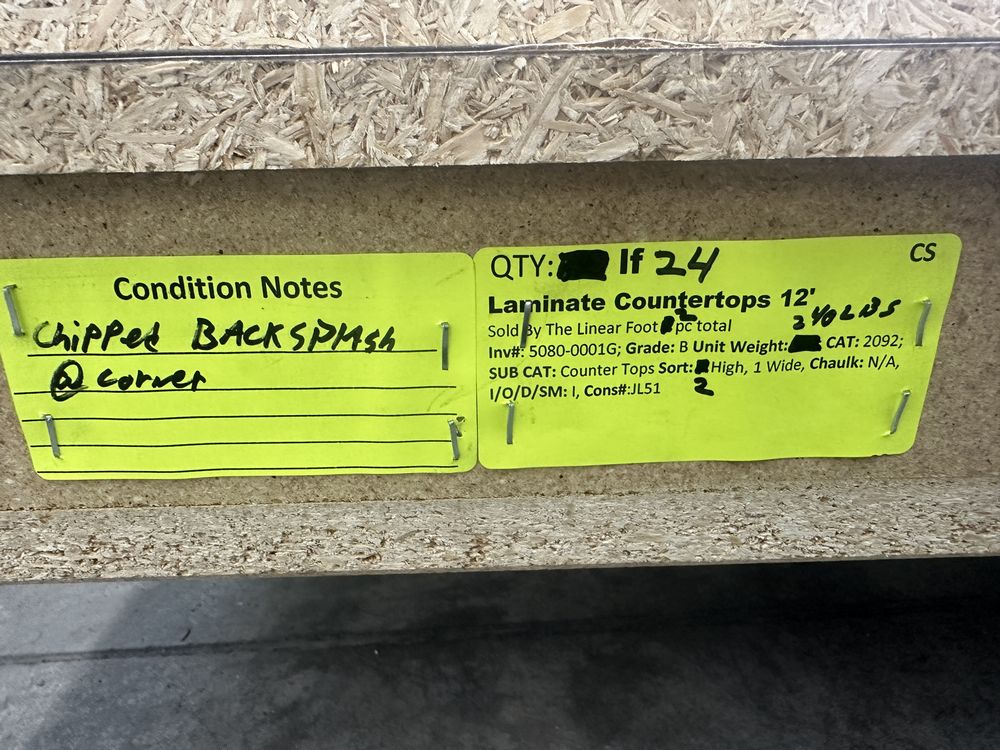 Condition Notes
Chipped BACKSPLASH
@ corner
CS
QTY: lf 24
Laminate Countertops 12'
Sold By The Linear Foot 2 pc total
240 LBS
Inv#: 5080-0001G; Grade: B Unit Weight: CAT: 2092;
SUB CAT: Counter Tops Sort: High, 1 Wide, Chaulk: N/A,
2
I/O/D/SM: I, Cons#:JL51